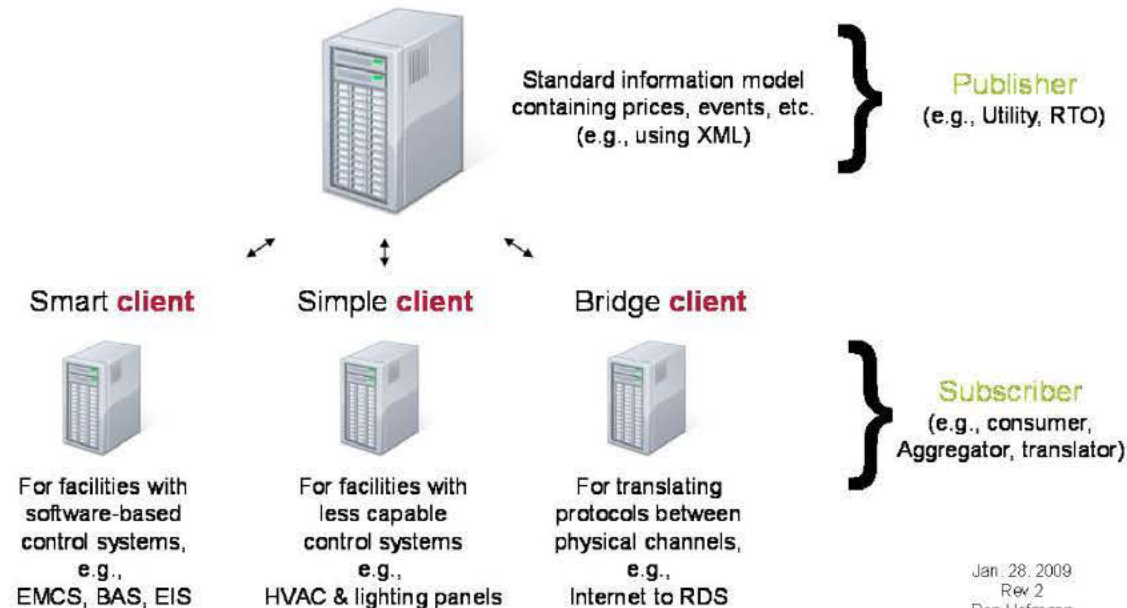 Standard information model
containing prices, events, etc.
(e.g., using XML)
Publisher
(e.g., Utility, RTO)
Smart client
Simple client
Bridge client
For facilities with
software-based
control systems,
e.g.,
EMCS, BAS, EIS
For facilities with
less capable
control systems
e.g.,
HVAC & lighting panels
For translating
protocols between
physical channels,
e.g.,
Internet to RDS
Subscriber
(e.g., consumer,
Aggregator, translator)
Jan. 28. 2009
Rev 2